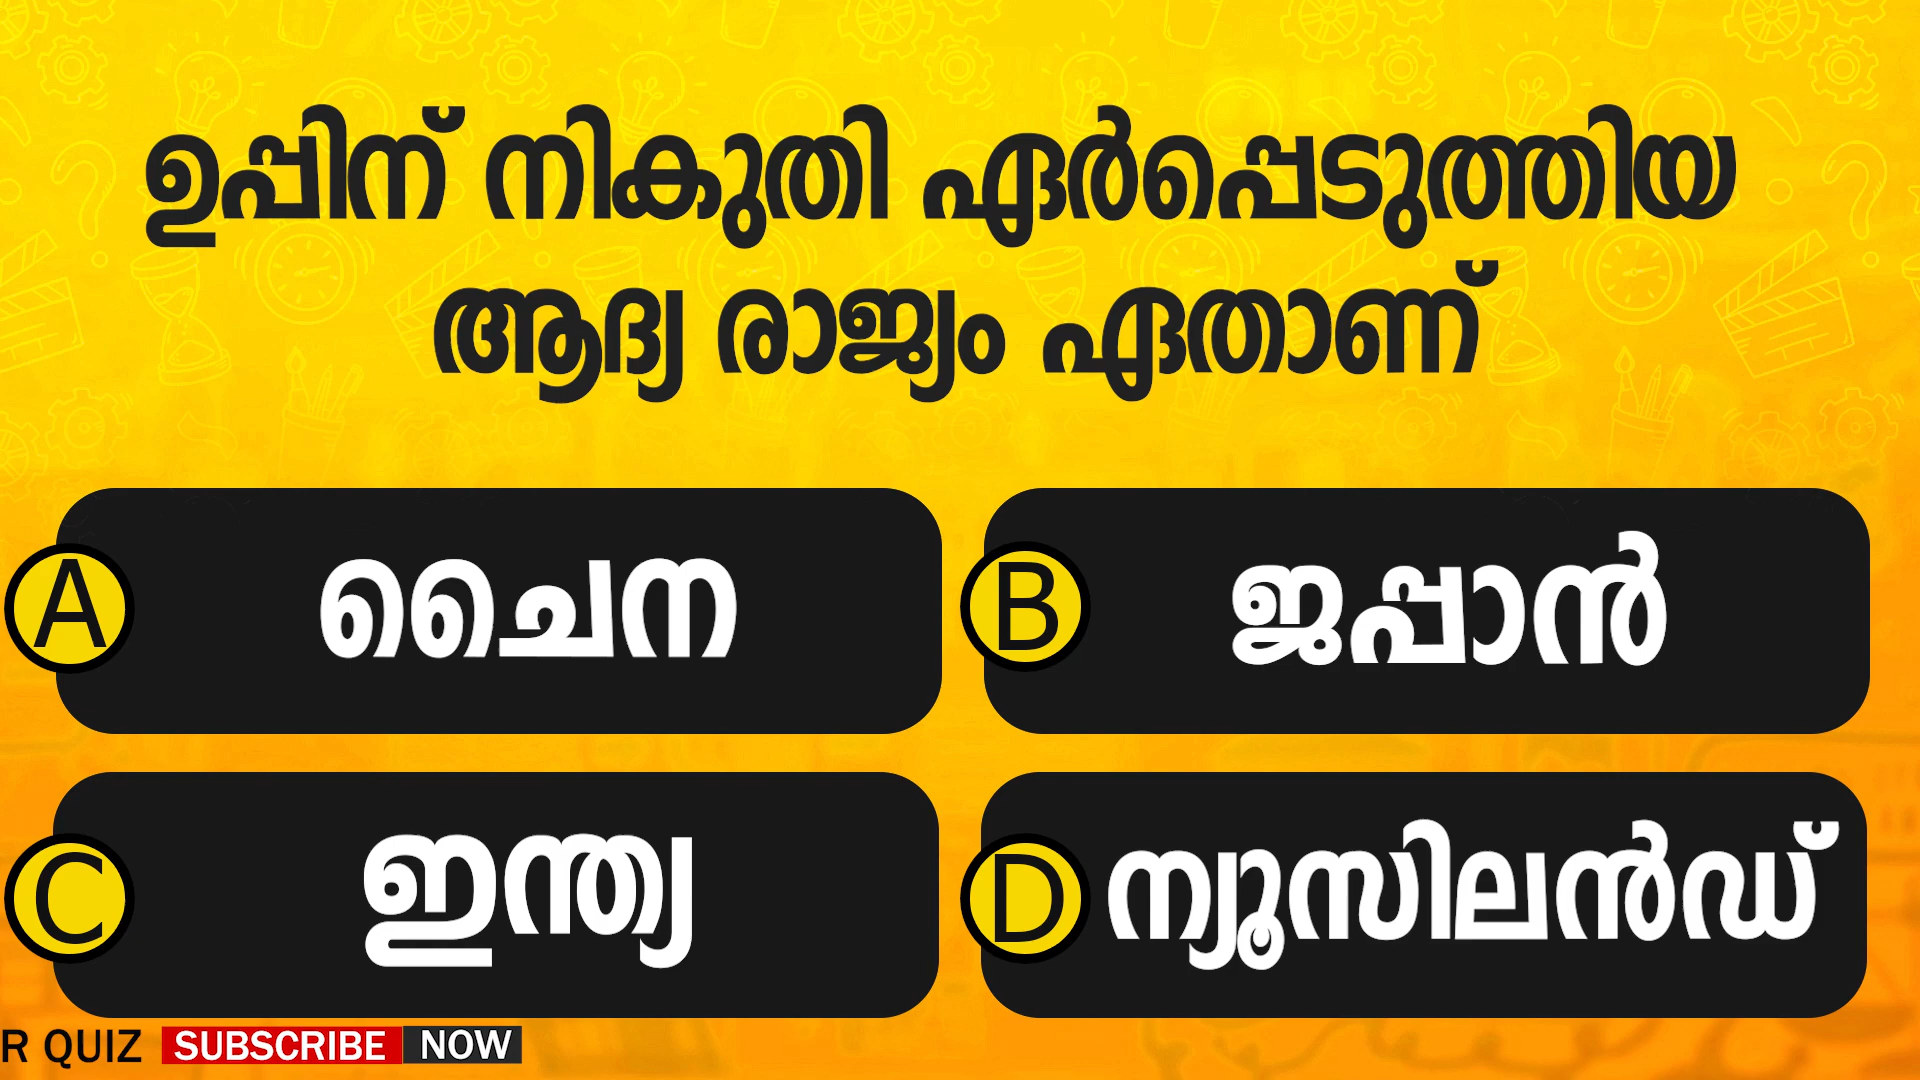 ഉപ്പിന് നികുതി ഏർപ്പെടുത്തിയ
ആദ്യ രാജ്യം ഏതാണ്
A ചൈന
B ജപ്പാൻ
C ഇന്ത്യ
D ന്യൂസിലൻഡ്
R QUIZ SUBSCRIBE NOW